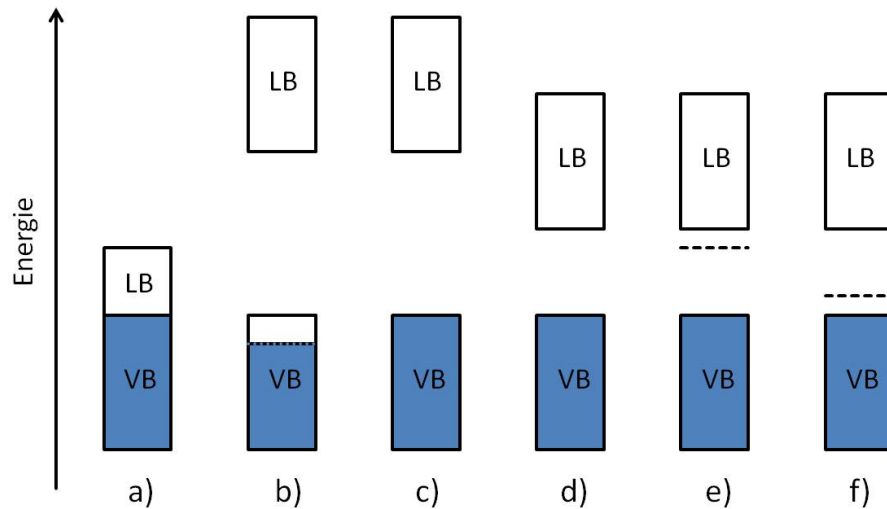 LB LB
LB LB LB
Energie
LB
VB VB VB VB VB VB
a) b) c) d) e) f)